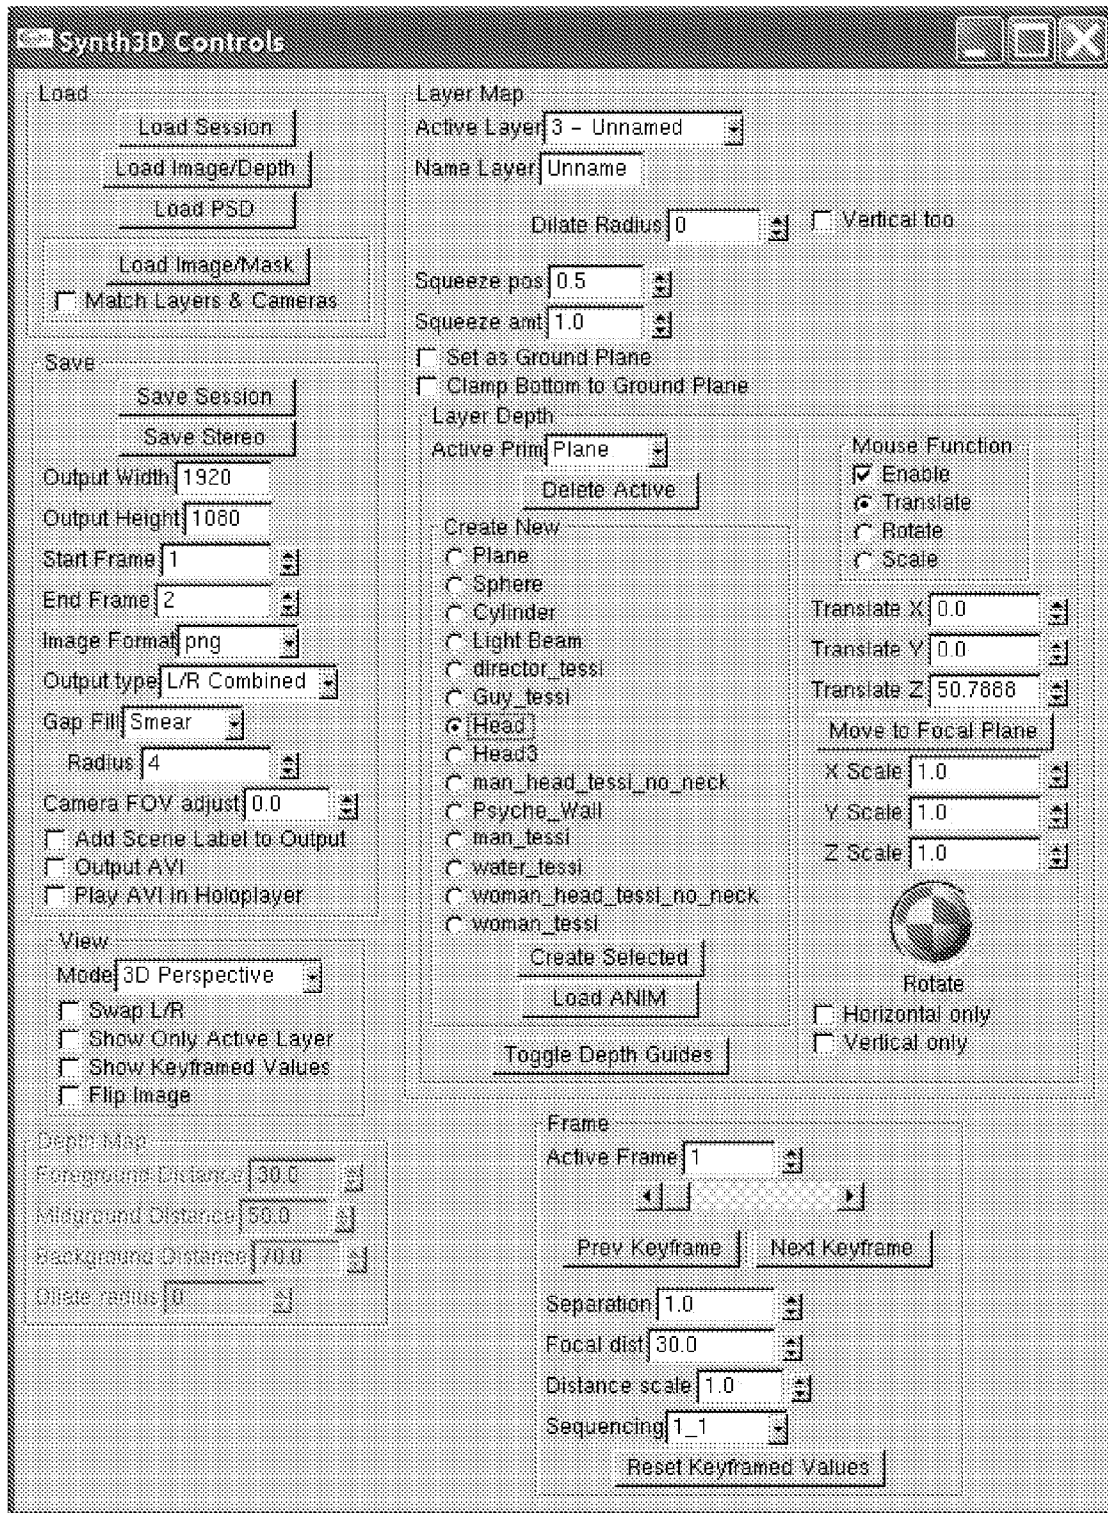 Synth3D Controls
Load
Load Session
Load Image/Depth
Load PSD
Load Image/Mask
Match Layers & Cameras
Save
Save Session
Save Stereo
Output Width 1920
Output Height 1080
Start Frame 1
End Frame 2
Image Format png
Output type L/R Combined
Gap Fill Smear
Radius 4
Camera FOV adjust 0.0
Add Scene Label to Output
Output AVI
Play AVI in Holoplayer
View
Mode 3D Perspective
Swap L/R
Show Only Active Layer
Show Keyframed Values
Flip Image
Depth Map
Foreground Distance 30.0
Midground Distance 50.0
Background Distance 70.0
Dilate radius 0
Layer Map
Active Layer 3 - Unnamed
Name Layer Unname
Dilate Radius 0
Vertical too
Squeeze pos 0.5
Squeeze amt 1.0
Set as Ground Plane
Clamp Bottom to Ground Plane
Layer Depth
Active Prim Plane
Delete Active
Create New
Plane
Sphere
Cylinder
Light Beam
director_tessi
Guy_tessi
Head
Head3
man_head_tessi_no_neck
Psyche_Wall
man_tessi
water_tessi
woman_head_tessi_no_neck
woman_tessi
Create Selected
Load ANIM
Toggle Depth Guides
Mouse Function
Enable
Translate
Rotate
Scale
Translate X 0.0
Translate Y 0.0
Translate Z 50.7888
Move to Focal Plane
X Scale 1.0
Y Scale 1.0
Z Scale 1.0
Rotate
Horizontal only
Vertical only
Frame
Active Frame 1
Prev Keyframe
Next Keyframe
Separation 1.0
Focal dist 30.0
Distance scale 1.0
Sequencing 1_1
Reset Keyframed Values